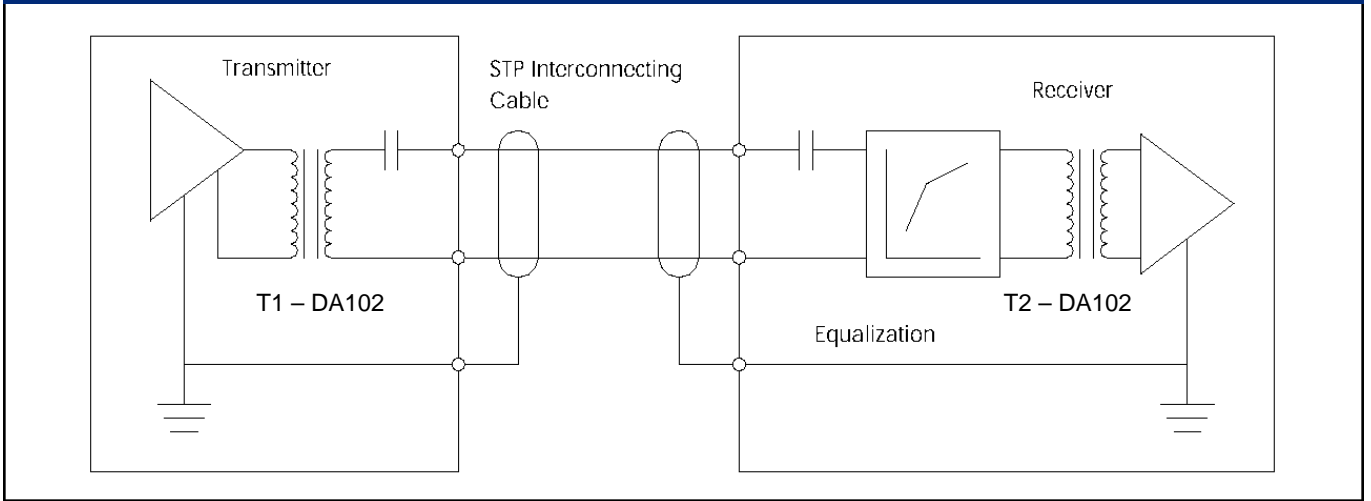 Transmitter
STP Interconnecting
Cable
Receiver
T1 – DA102
T2 – DA102
Equalization